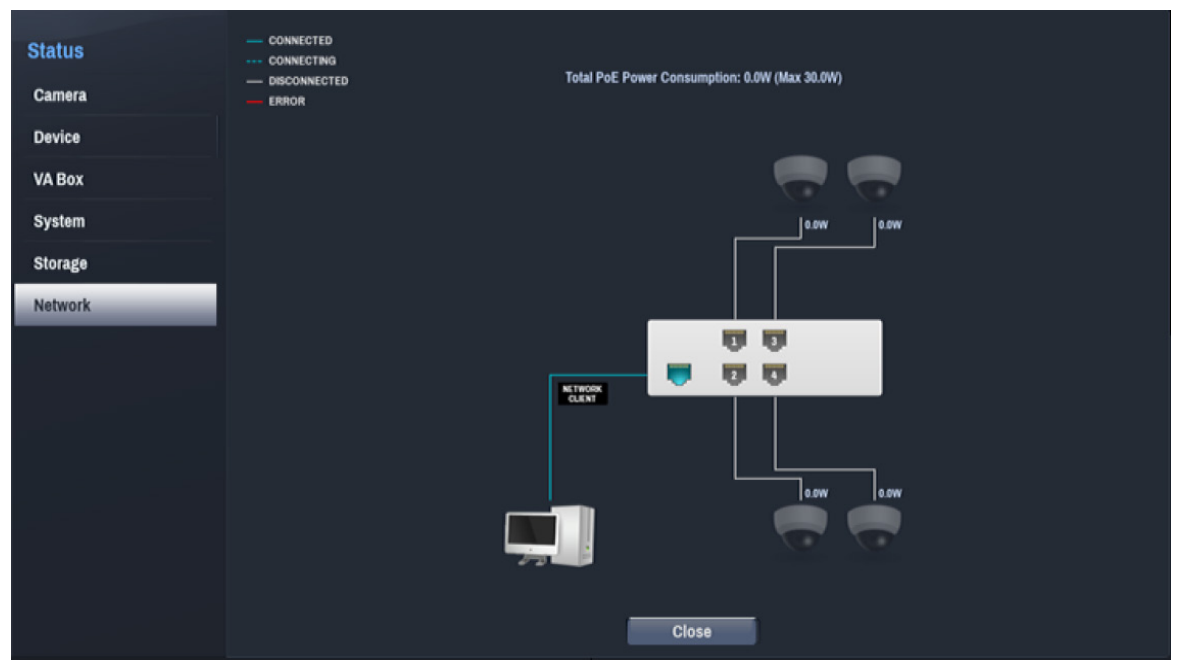 Status
Camera
Device
VA Box
System
Storage
Network
CONNECTED
CONNECTING
DISCONNECTED
ERROR
Total PoE Power Consumption: 0.0W (Max 30.0W)
0.0W 0.0W
1 3
2 4
NETWORK
CLIENT
0.0W 0.0W
Close